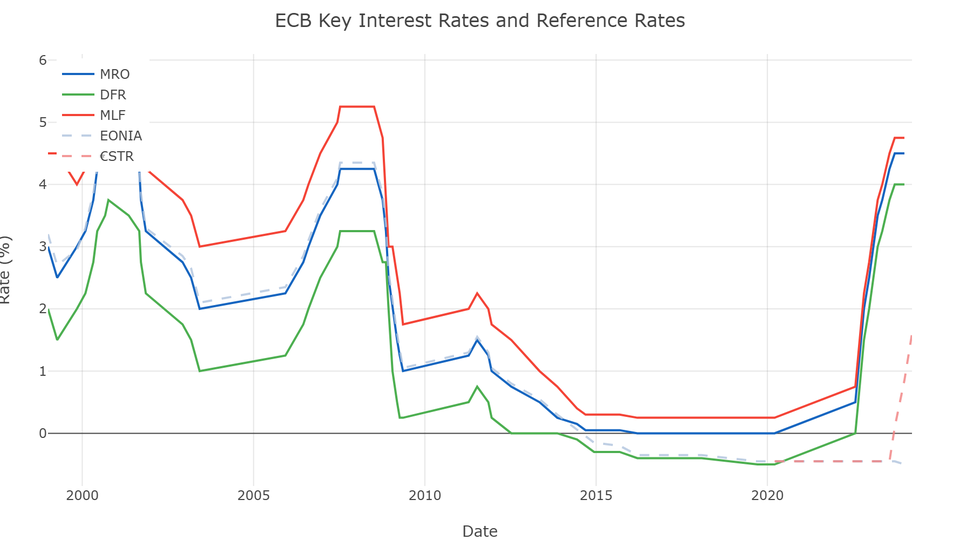 ECB Key Interest Rates and Reference Rates
6
5
4
3
2
1
0
Rate (%)
MRO
DFR
MLF
EONIA
€STR
2000
2005
2010
2015
2020
Date